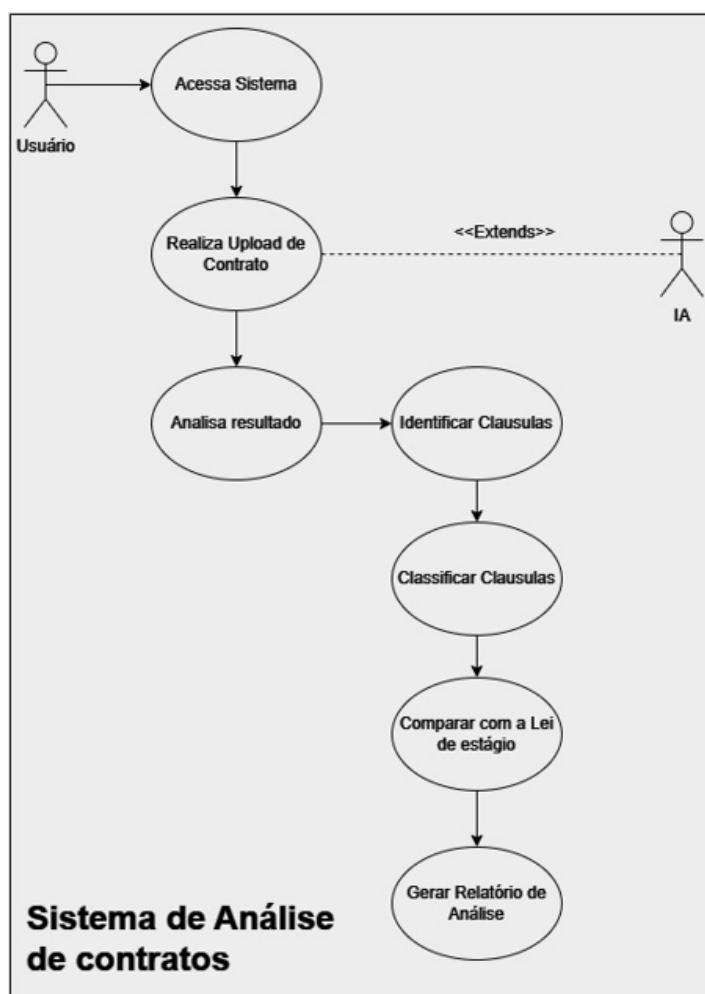 Acessa Sistema
Usuário
Realiza Upload de
Contrato
<<Extends>>
IA
Analisa resultado
Identificar Clausulas
Classificar Clausulas
Comparar com a Lei
de estágio
Gerar Relatório de
Análise
Sistema de Análise
de contratos